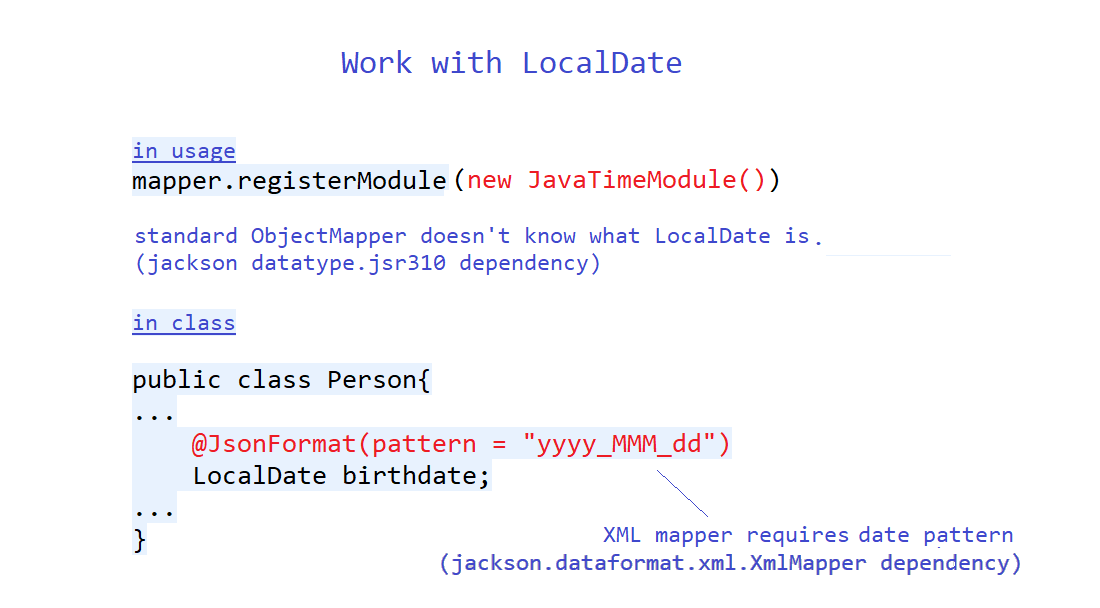 Work with LocalDate
in usage
mapper.registerModule(new JavaTimeModule())
standard ObjectMapper doesn't know what LocalDate is.
(jackson datatype.jsr310 dependency)
in class
public class Person{
...
@JsonFormat(pattern = "yyyy_MMM_dd")
LocalDate birthdate;
...
}
XML mapper requires date pattern
(jackson.dataformat.xml.XmlMapper dependency)